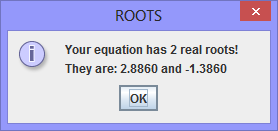 ROOTS
Your equation has 2 real roots!
They are: 2.8860 and -1.3860
OK